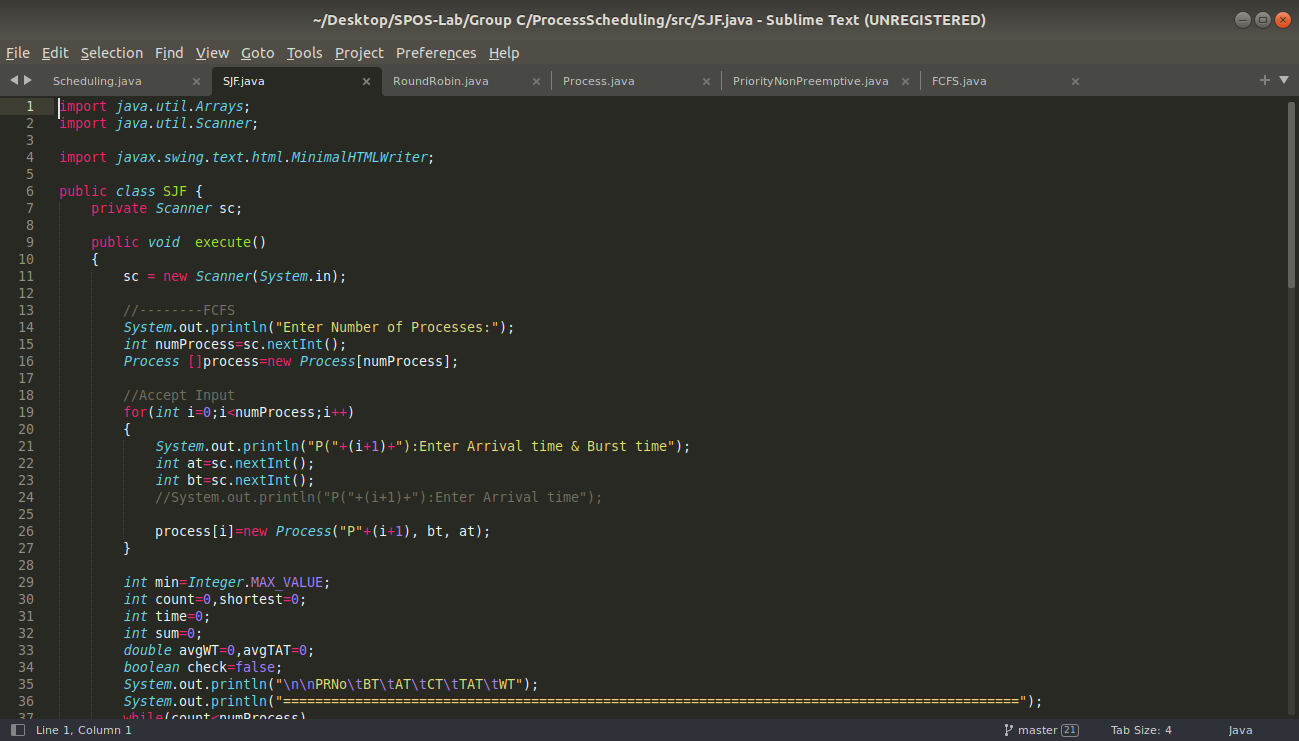 ~/Desktop/SPOS-Lab/Group C/ProcessScheduling/src/SJF.java - Sublime Text (UNREGISTERED)
File Edit Selection Find View Goto Tools Project Preferences Help
Scheduling.java SJF.java RoundRobin.java Process.java PriorityNonPreemptive.java FCFS.java
1 import java.util.Arrays;
2 import java.util.Scanner;
3
4 import javax.swing.text.html.MinimalHTMLWriter;
5
6 public class SJF {
7 private Scanner sc;
8
9 public void  execute()
10 {
11 sc = new Scanner(System.in);
12
13 //--------FCFS
14 System.out.println("Enter Number of Processes:");
15 int numProcess=sc.nextInt();
16 Process []process=new Process[numProcess];
17
18 //Accept Input
19 for(int i=0;i<numProcess;i++)
20 {
21 System.out.println("P("+(i+1)+"):Enter Arrival time & Burst time");
22 int at=sc.nextInt();
23 int bt=sc.nextInt();
24 //System.out.println("P("+(i+1)+"):Enter Arrival time");
25
26 process[i]=new Process("P"+(i+1), bt, at);
27 }
28
29 int min=Integer.MAX_VALUE;
30 int count=0,shortest=0;
31 int time=0;
32 int sum=0;
33 double avgWT=0,avgTAT=0;
34 boolean check=false;
35 System.out.println("\n\nPRNo\tBT\tAT\tCT\tTAT\tWT");
36 System.out.println("============================================================================================");
37 while(count<numProcess)
Line 1, Column 1 master 21 Tab Size: 4 Java